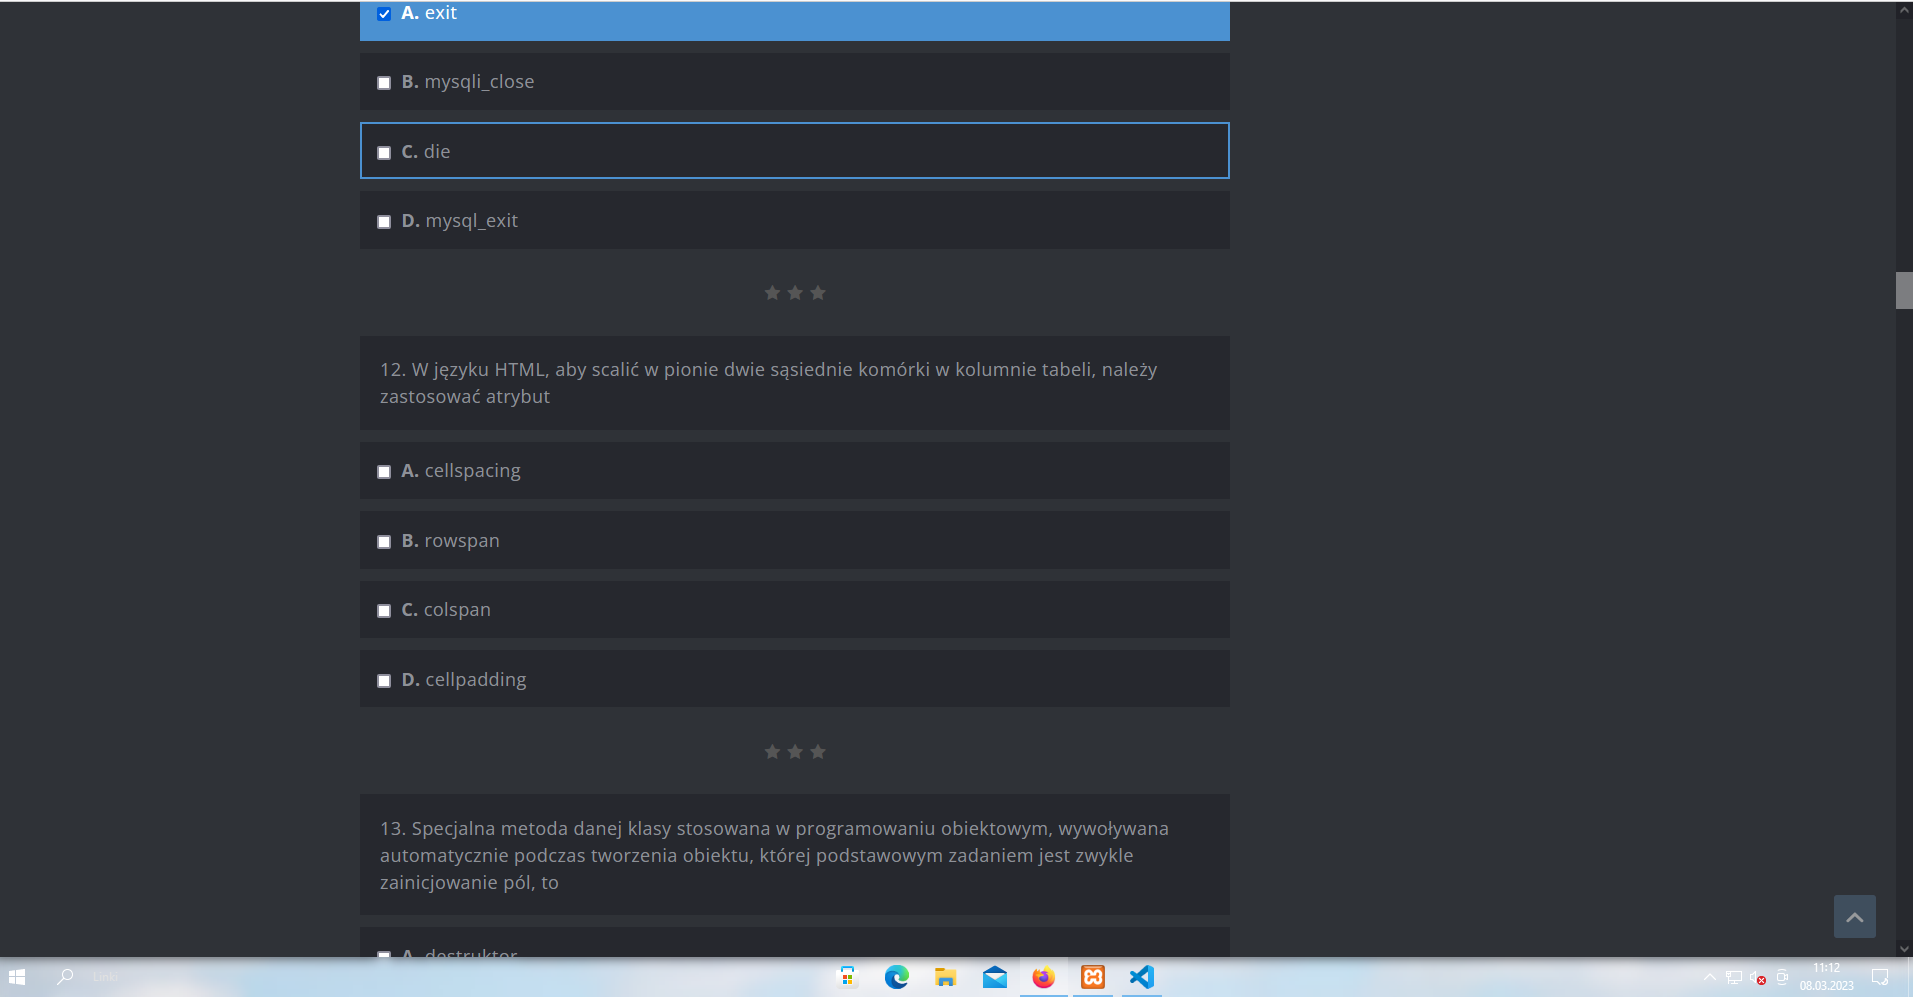 A. exit
B. mysqli_close
C. die
D. mysql_exit
12. W języku HTML, aby scalić w pionie dwie sąsiednie komórki w kolumnie tabeli, należy
zastosować atrybut
A. cellspacing
B. rowspan
C. colspan
D. cellpadding
13. Specjalna metoda danej klasy stosowana w programowaniu obiektowym, wywoływana
automatycznie podczas tworzenia obiektu, której podstawowym zadaniem jest zwykle
zainicjowanie pól, to
A. destruktor
Linki
11:12
08.03.2023